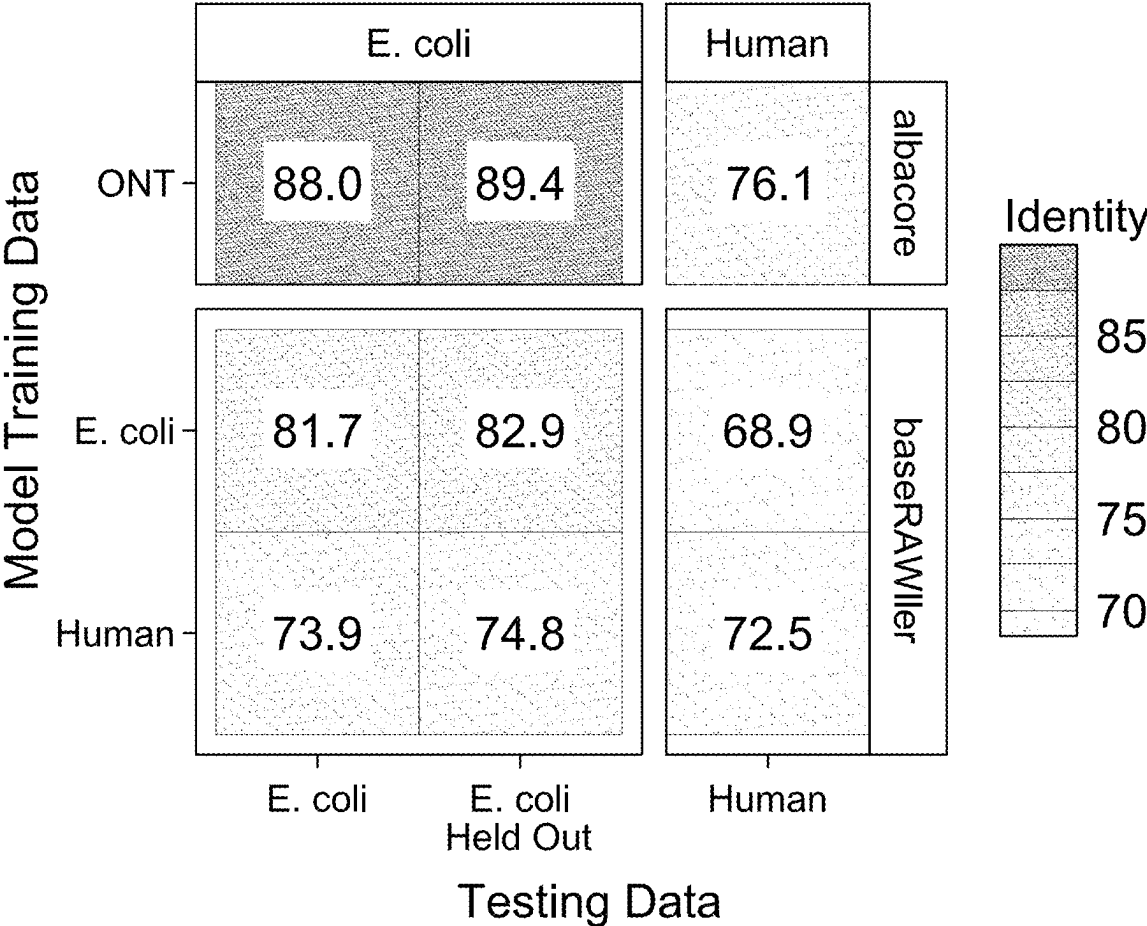 E. coli
Human
ONT
88.0
89.4
76.1
albacore
Identity
85
80
75
70
Model Training Data
E. coli
81.7
82.9
68.9
baseRAWller
Human
73.9
74.8
72.5
E. coli
E. coli
Held Out
Human
Testing Data